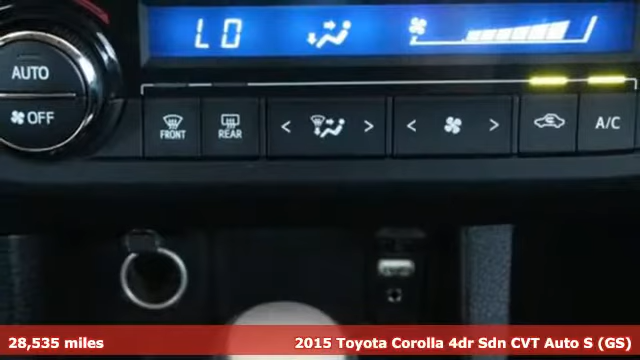 LO
AUTO
OFF
FRONT
REAR
< >
< >
A/C
28,535 miles
2015 Toyota Corolla 4dr Sdn CVT Auto S (GS)